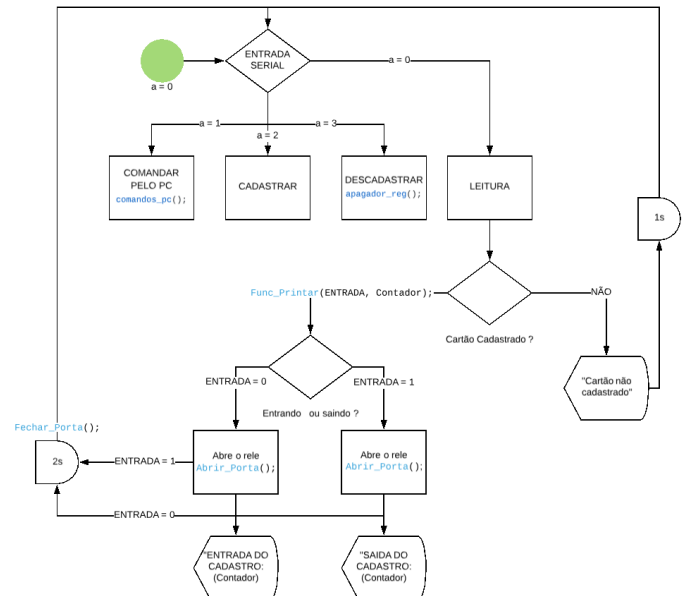 ENTRADA
SERIAL
a = 0
a = 0
a = 1
a = 3
a = 2
COMANDAR
PELO PC
comandos_pc();
CADASTRAR
DESCADASTRAR
apagador_reg();
LEITURA
1s
Func_Printar(ENTRADA, Contador);
NÃO
Cartão Cadastrado ?
"Cartão não
cadastrado"
ENTRADA = 0
ENTRADA = 1
Entrando ou saindo ?
Fechar_Porta();
2s
ENTRADA = 1
Abre o rele
Abrir_Porta();
Abre o rele
Abrir_Porta();
ENTRADA = 0
"ENTRADA DO
CADASTRO:
(Contador)
"SAIDA DO
CADASTRO:
(Contador)